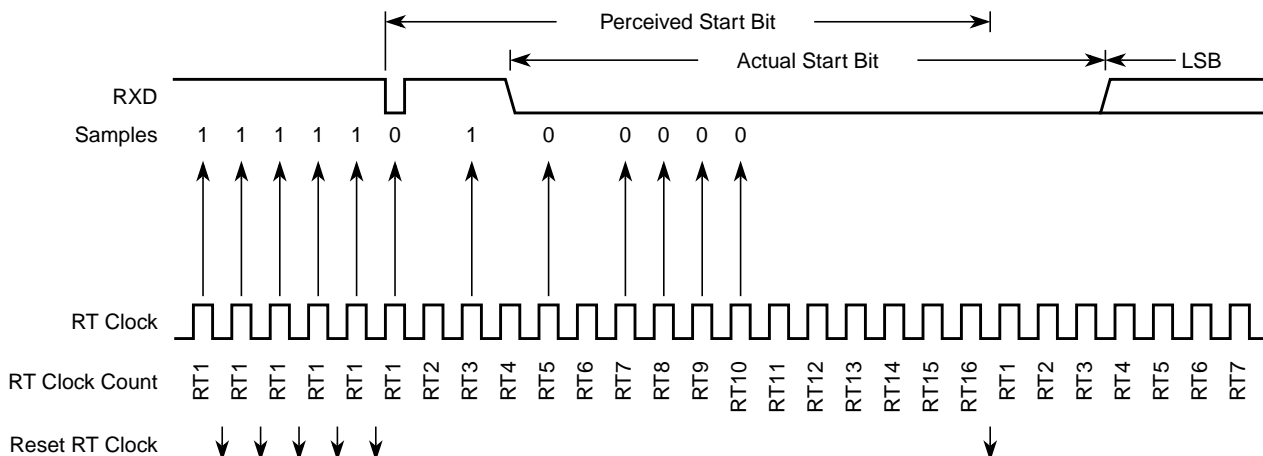 Perceived Start Bit
Actual Start Bit LSB
RXD
Samples 1 1 1 1 1 0 1 0 0 0 0 0
RT Clock
RT Clock Count RT1 RT1 RT1 RT1 RT1 RT1 RT2 RT3 RT4 RT5 RT6 RT7 RT8 RT9 RT10 RT11 RT12 RT13 RT14 RT15 RT16 RT1 RT2 RT3 RT4 RT5 RT6 RT7
Reset RT Clock